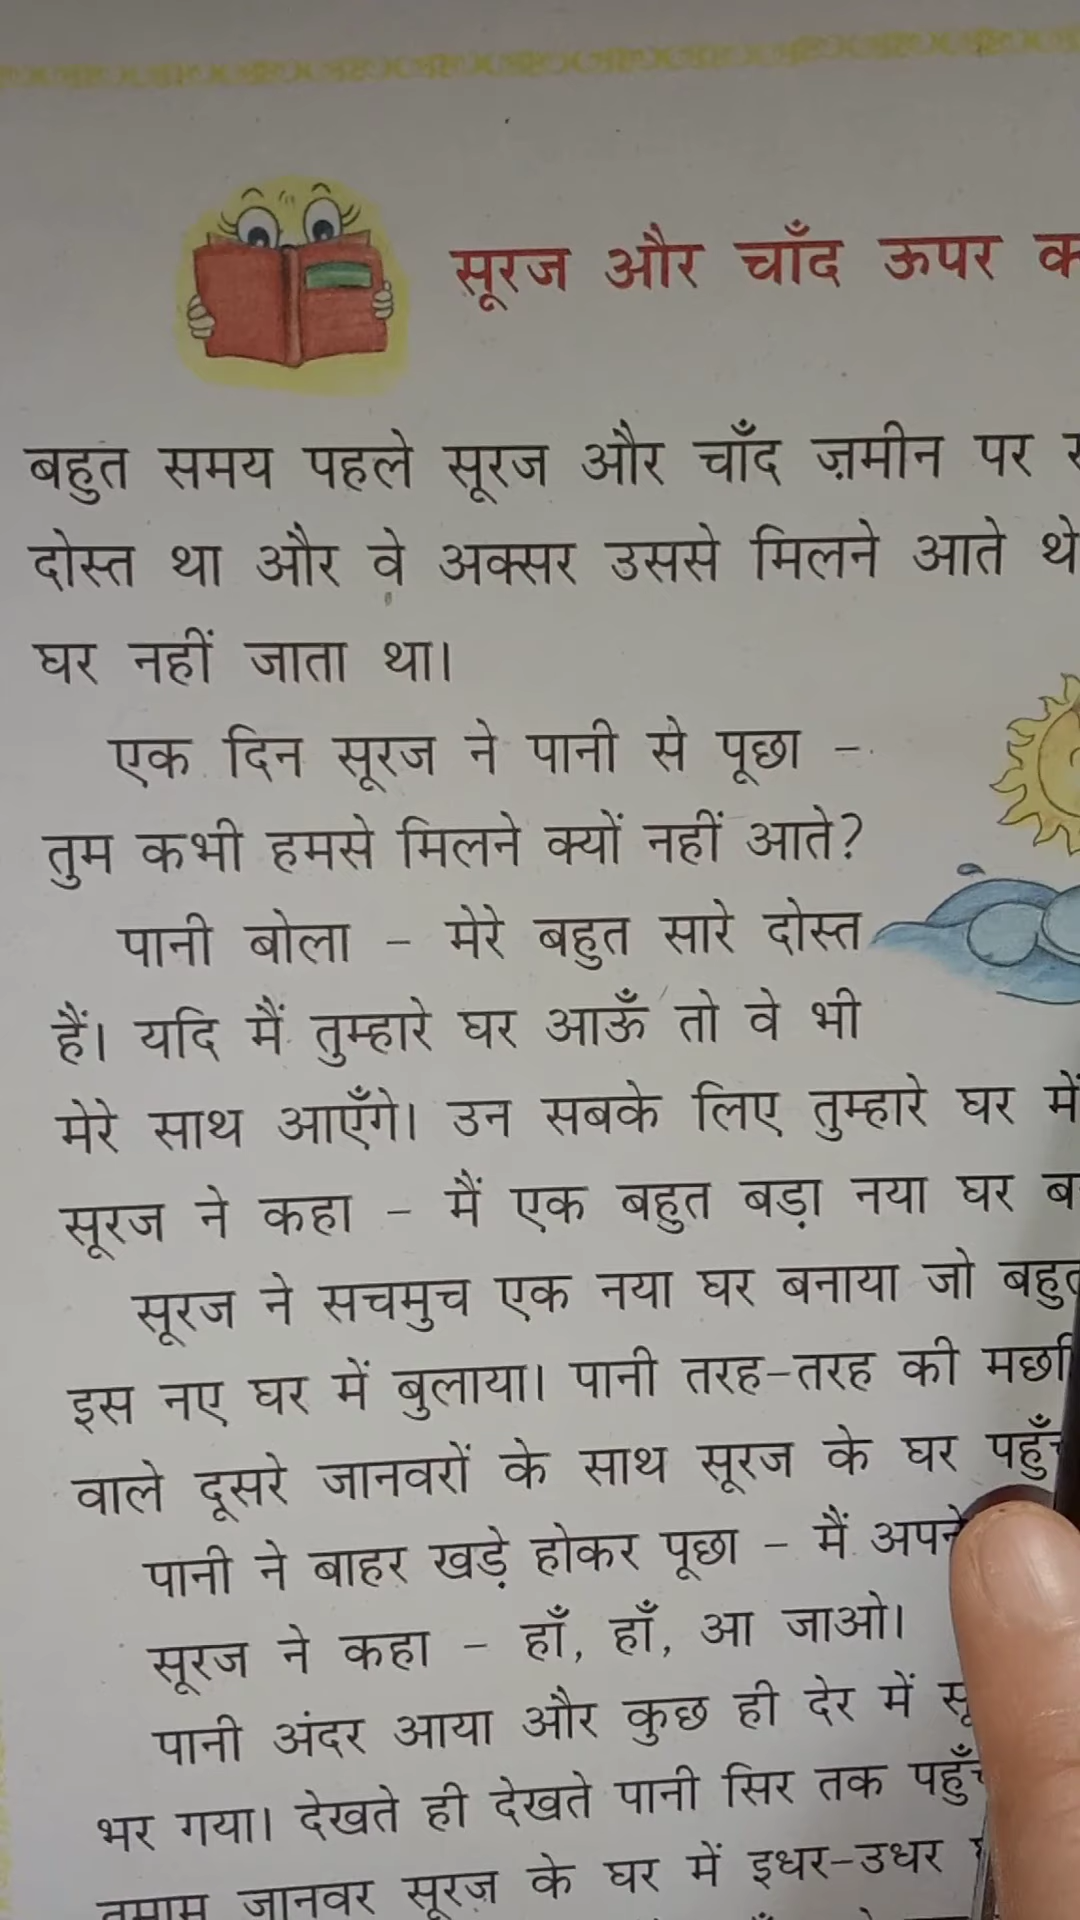 सूरज और चाँद ऊपर
बहुत समय पहले सूरज और चाँद ज़मीन पर
दोस्त था और वे अक्सर उससे मिलने आते थे
घर नहीं जाता था।
एक दिन सूरज ने पानी से पूछा –
तुम कभी हमसे मिलने क्यों नहीं आते?
पानी बोला – मेरे बहुत सारे दोस्त
हैं। यदि मैं तुम्हारे घर आऊँ तो वे भी
मेरे साथ आएँगे। उन सबके लिए तुम्हारे घर में
सूरज ने कहा – मैं एक बहुत बड़ा नया घर
सूरज ने सचमुच एक नया घर बनाया जो बहुत
इस नए घर में बुलाया। पानी तरह-तरह की
वाले दूसरे जानवरों के साथ सूरज के घर
पानी ने बाहर खड़े होकर पूछा – मैं
सूरज ने कहा – हाँ, हाँ, आ जाओ।
पानी अंदर आया और कुछ ही देर में
भर गया। देखते ही देखते पानी सिर तक
तमाम जानवर सूरज के घर में इधर-उधर